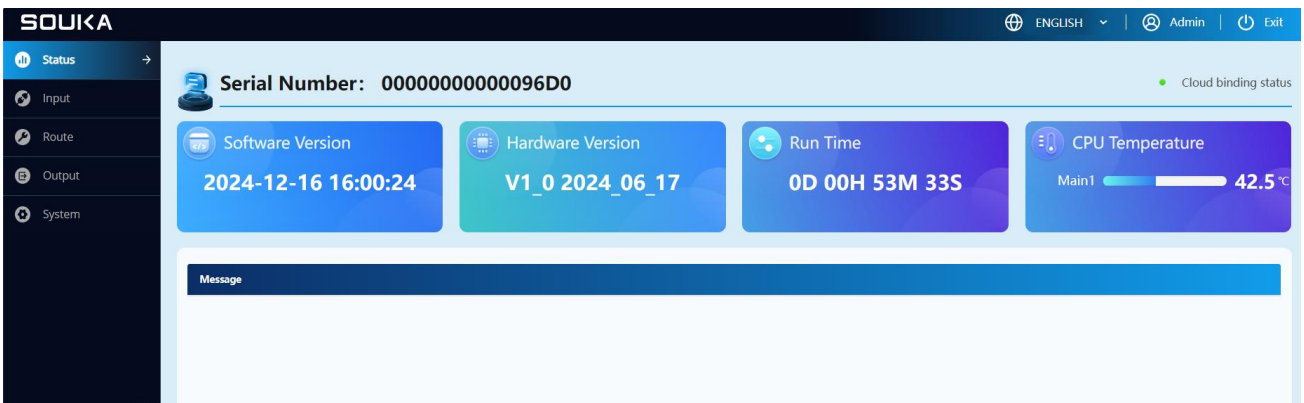 SOUKA
ENGLISH Admin Exit
Status
Input
Route
Output
System
Serial Number: 00000000000096D0
Cloud binding status
Software Version
2024-12-16 16:00:24
Hardware Version
V1_0 2024_06_17
Run Time
0D 00H 53M 33S
CPU Temperature
Main1 42.5℃
Message